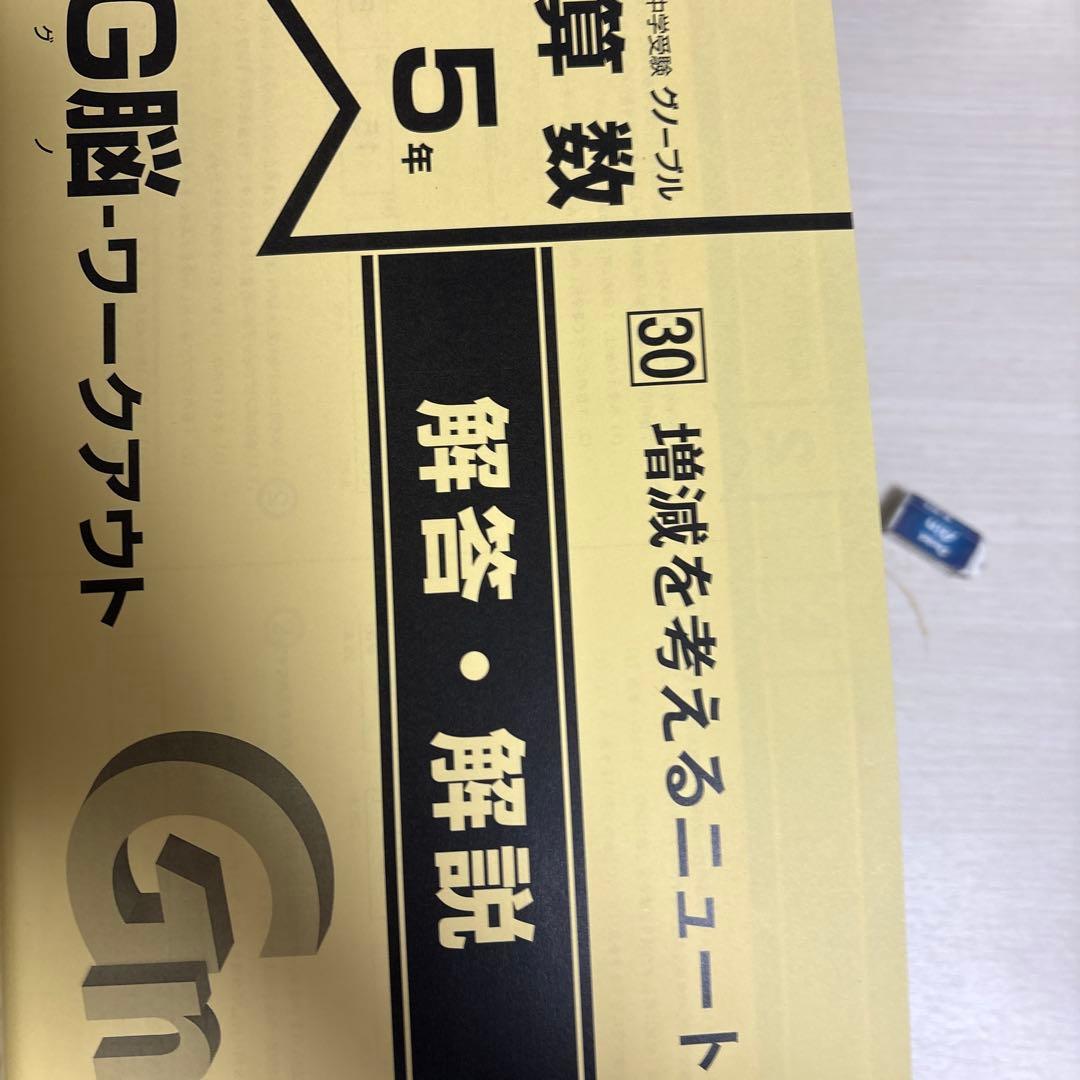 中学受験 グノーブル
算数
5年
G脳-ワークアウト
グ ノ
30 増減を考えるニュート
解答・解説
Gn